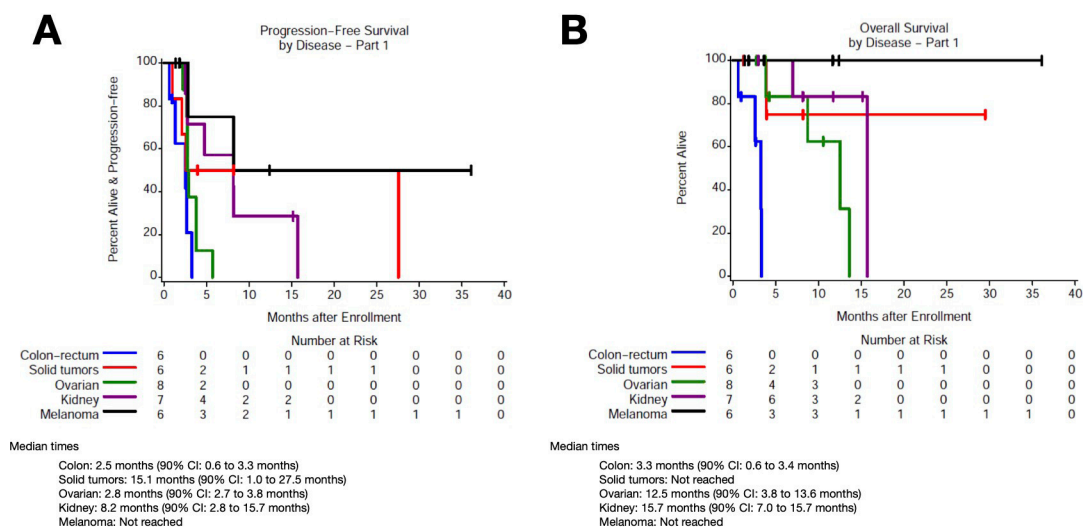 A
Progression-Free Survival
by Disease - Part 1
Percent Alive & Progression-free
100
80
60
40
20
0
0 5 10 15 20 25 30 35 40
Months after Enrollment
Number at Risk
Colon-rectum 6 0 0 0 0 0 0 0 0
Solid tumors 6 2 1 1 1 1 0 0 0
Ovarian 8 2 0 0 0 0 0 0 0
Kidney 7 4 2 2 0 0 0 0 0
Melanoma 6 3 2 1 1 1 1 1 0
Median times
Colon: 2.5 months (90% CI: 0.6 to 3.3 months)
Solid tumors: 15.1 months (90% CI: 1.0 to 27.5 months)
Ovarian: 2.8 months (90% CI: 2.7 to 3.8 months)
Kidney: 8.2 months (90% CI: 2.8 to 15.7 months)
Melanoma: Not reached
B
Overall Survival
by Disease - Part 1
Percent Alive
100
80
60
40
20
0
0 5 10 15 20 25 30 35 40
Months after Enrollment
Number at Risk
Colon-rectum 6 0 0 0 0 0 0 0 0
Solid tumors 6 2 1 1 1 1 0 0 0
Ovarian 8 4 3 0 0 0 0 0 0
Kidney 7 6 3 2 0 0 0 0 0
Melanoma 6 3 3 1 1 1 1 1 0
Median times
Colon: 3.3 months (90% CI: 0.6 to 3.4 months)
Solid tumors: Not reached
Ovarian: 12.5 months (90% CI: 3.8 to 13.6 months)
Kidney: 15.7 months (90% CI: 7.0 to 15.7 months)
Melanoma: Not reached